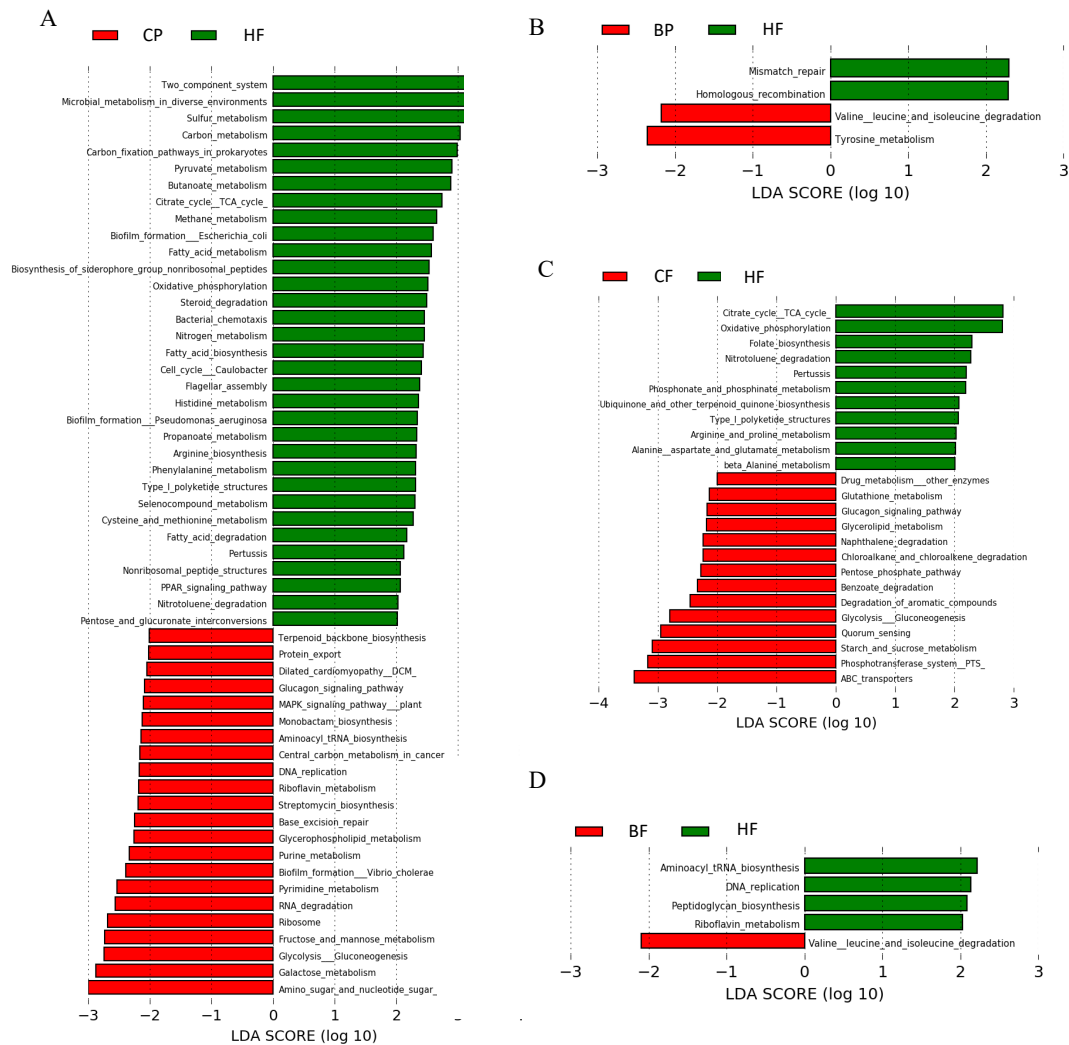 A
CP HF
Two_component_system
Microbial_metabolism_in_diverse_environments
Sulfur_metabolism
Carbon_metabolism
Carbon_fixation_pathways_in_prokaryotes
Pyruvate_metabolism
Butanoate_metabolism
Citrate_cycle__TCA_cycle_
Methane_metabolism
Biofilm_formation___Escherichia_coli
Fatty_acid_metabolism
Biosynthesis_of_siderophore_group_nonribosomal_peptides
Oxidative_phosphorylation
Steroid_degradation
Bacterial_chemotaxis
Nitrogen_metabolism
Fatty_acid_biosynthesis
Cell_cycle___Caulobacter
Flagellar_assembly
Histidine_metabolism
Biofilm_formation___Pseudomonas_aeruginosa
Propanoate_metabolism
Arginine_biosynthesis
Phenylalanine_metabolism
Type_I_polyketide_structures
Selenocompound_metabolism
Cysteine_and_methionine_metabolism
Fatty_acid_degradation
Pertussis
Nonribosomal_peptide_structures
PPAR_signaling_pathway
Nitrotoluene_degradation
Pentose_and_glucuronate_interconversions
Terpenoid_backbone_biosynthesis
Protein_export
Dilated_cardiomyopathy__DCM_
Glucagon_signaling_pathway
MAPK_signaling_pathway___plant
Monobactam_biosynthesis
Aminoacyl_tRNA_biosynthesis
Central_carbon_metabolism_in_cancer
DNA_replication
Riboflavin_metabolism
Streptomycin_biosynthesis
Base_excision_repair
Glycerophospholipid_metabolism
Purine_metabolism
Biofilm_formation___Vibrio_cholerae
Pyrimidine_metabolism
RNA_degradation
Ribosome
Fructose_and_mannose_metabolism
Glycolysis___Gluconeogenesis
Galactose_metabolism
Amino_sugar_and_nucleotide_sugar_
−3 −2 −1 0 1 2
LDA SCORE (log 10)
B
BP HF
Mismatch_repair
Homologous_recombination
Valine__leucine_and_isoleucine_degradation
Tyrosine_metabolism
−3 −2 −1 0 1 2 3
LDA SCORE (log 10)
C
CF HF
Citrate_cycle__TCA_cycle_
Oxidative_phosphorylation
Folate_biosynthesis
Nitrotoluene_degradation
Pertussis
Phosphonate_and_phosphinate_metabolism
Ubiquinone_and_other_terpenoid_quinone_biosynthesis
Type_I_polyketide_structures
Arginine_and_proline_metabolism
Alanine__aspartate_and_glutamate_metabolism
beta_Alanine_metabolism
Drug_metabolism___other_enzymes
Glutathione_metabolism
Glucagon_signaling_pathway
Glycerolipid_metabolism
Naphthalene_degradation
Chloroalkane_and_chloroalkene_degradation
Pentose_phosphate_pathway
Benzoate_degradation
Degradation_of_aromatic_compounds
Glycolysis___Gluconeogenesis
Quorum_sensing
Starch_and_sucrose_metabolism
Phosphotransferase_system__PTS_
ABC_transporters
−4 −3 −2 −1 0 1 2 3
LDA SCORE (log 10)
D
BF HF
Aminoacyl_tRNA_biosynthesis
DNA_replication
Peptidoglycan_biosynthesis
Riboflavin_metabolism
Valine__leucine_and_isoleucine_degradation
−3 −2 −1 0 1 2 3
LDA SCORE (log 10)